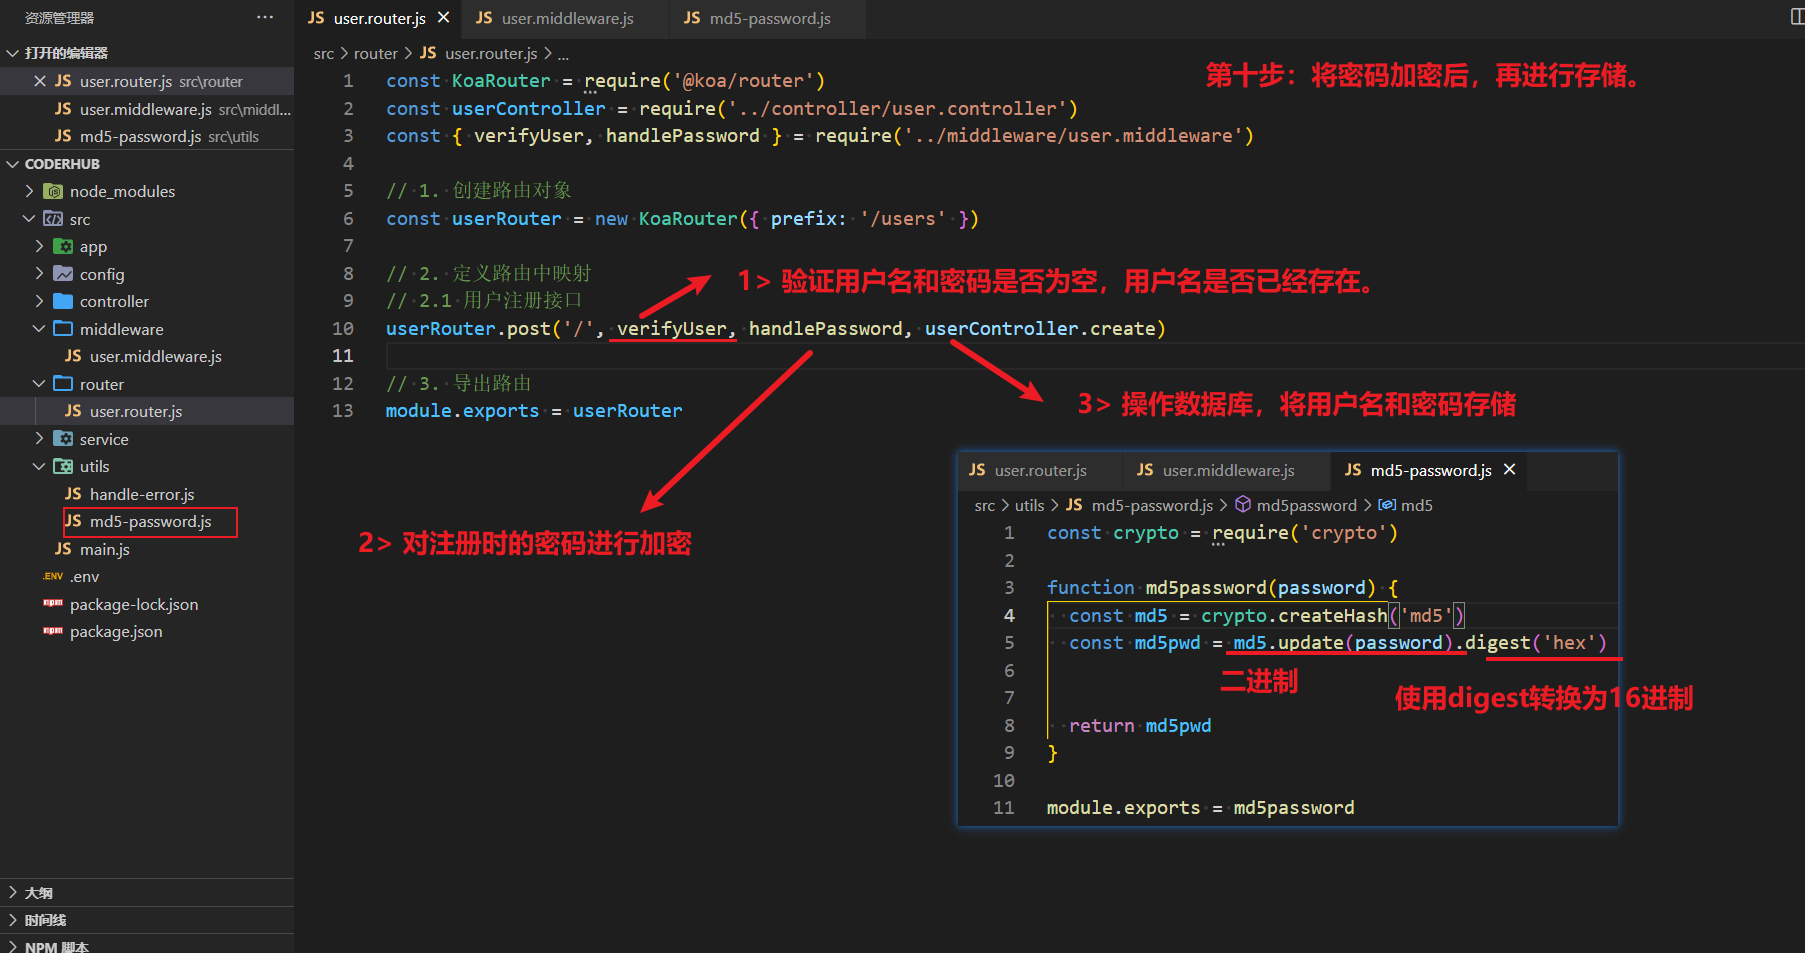 资源管理器
···
打开的编辑器
user.router.js src\router
user.middleware.js src\middl...
md5-password.js src\utils
CODERHUB
node_modules
src
app
config
controller
middleware
user.middleware.js
router
user.router.js
service
utils
handle-error.js
md5-password.js
main.js
.env
package-lock.json
package.json
大纲
时间线
NPM 脚本
JS user.router.js
JS user.middleware.js
JS md5-password.js
src > router > JS user.router.js > ...
1 const KoaRouter = require('@koa/router')
第十步：将密码加密后，再进行存储。
2 const userController = require('../controller/user.controller')
3 const { verifyUser, handlePassword } = require('../middleware/user.middleware')
4
5 // 1. 创建路由对象
6 const userRouter = new KoaRouter({ prefix: '/users' })
7
8 // 2. 定义路由中映射
1> 验证用户名和密码是否为空，用户名是否已经存在。
9 // 2.1 用户注册接口
10 userRouter.post('/', verifyUser, handlePassword, userController.create)
11
12 // 3. 导出路由
13 module.exports = userRouter
3> 操作数据库，将用户名和密码存储
2> 对注册时的密码进行加密
JS user.router.js
JS user.middleware.js
JS md5-password.js
src > utils > JS md5-password.js > md5password > md5
1 const crypto = require('crypto')
2
3 function md5password(password) {
4 const md5 = crypto.createHash('md5')
5 const md5pwd = md5.update(password).digest('hex')
6
二进制
7
使用digest转换为16进制
8 return md5pwd
9 }
10
11 module.exports = md5password